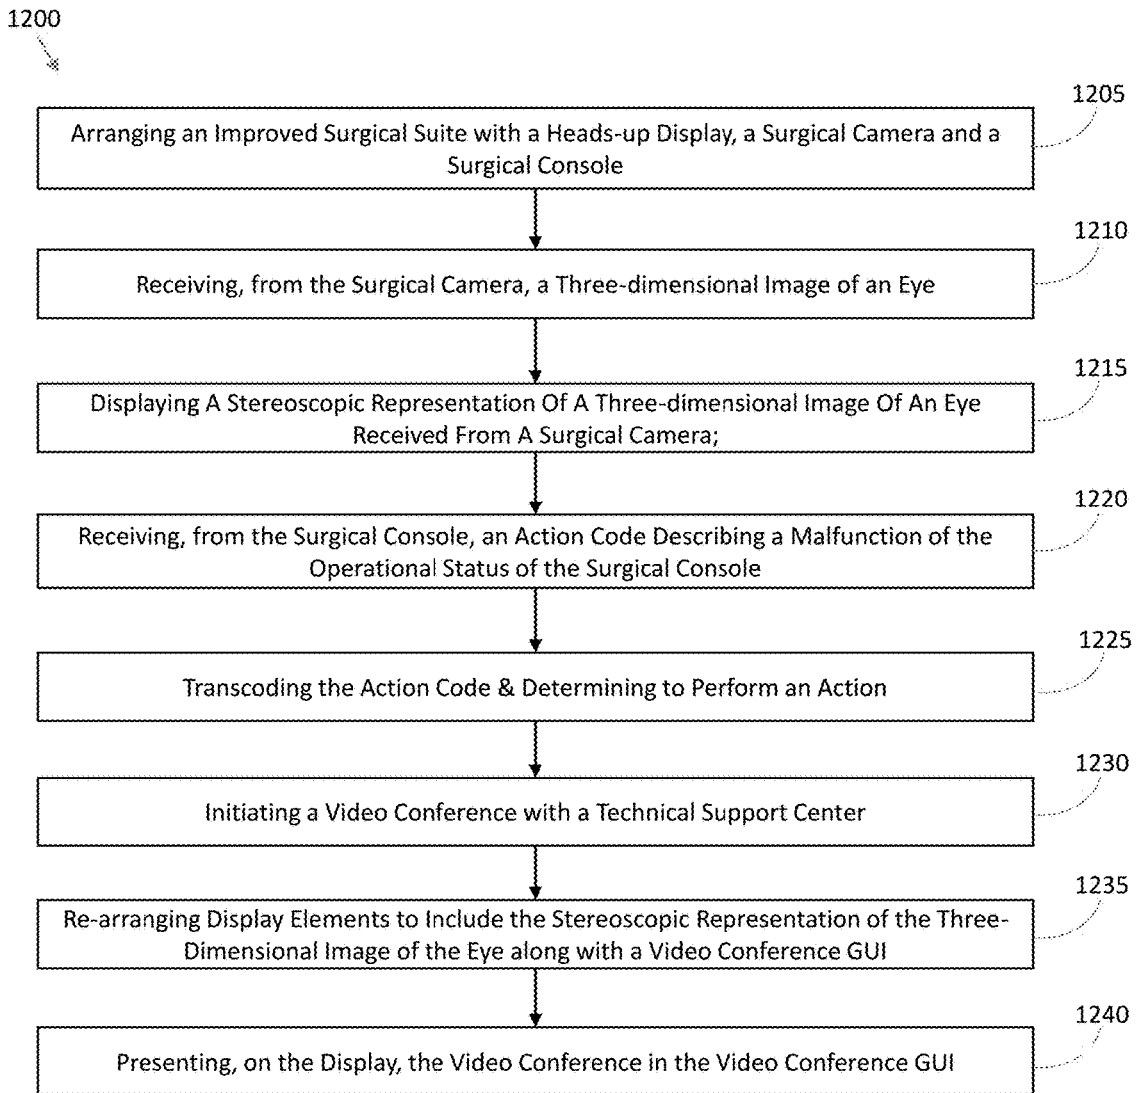 1200
1205
Arranging an Improved Surgical Suite with a Heads-up Display, a Surgical Camera and a
Surgical Console
1210
Receiving, from the Surgical Camera, a Three-dimensional Image of an Eye
1215
Displaying A Stereoscopic Representation Of A Three-dimensional Image Of An Eye
Received From A Surgical Camera;
1220
Receiving, from the Surgical Console, an Action Code Describing a Malfunction of the
Operational Status of the Surgical Console
1225
Transcoding the Action Code & Determining to Perform an Action
1230
Initiating a Video Conference with a Technical Support Center
1235
Re-arranging Display Elements to Include the Stereoscopic Representation of the Three-
Dimensional Image of the Eye along with a Video Conference GUI
1240
Presenting, on the Display, the Video Conference in the Video Conference GUI